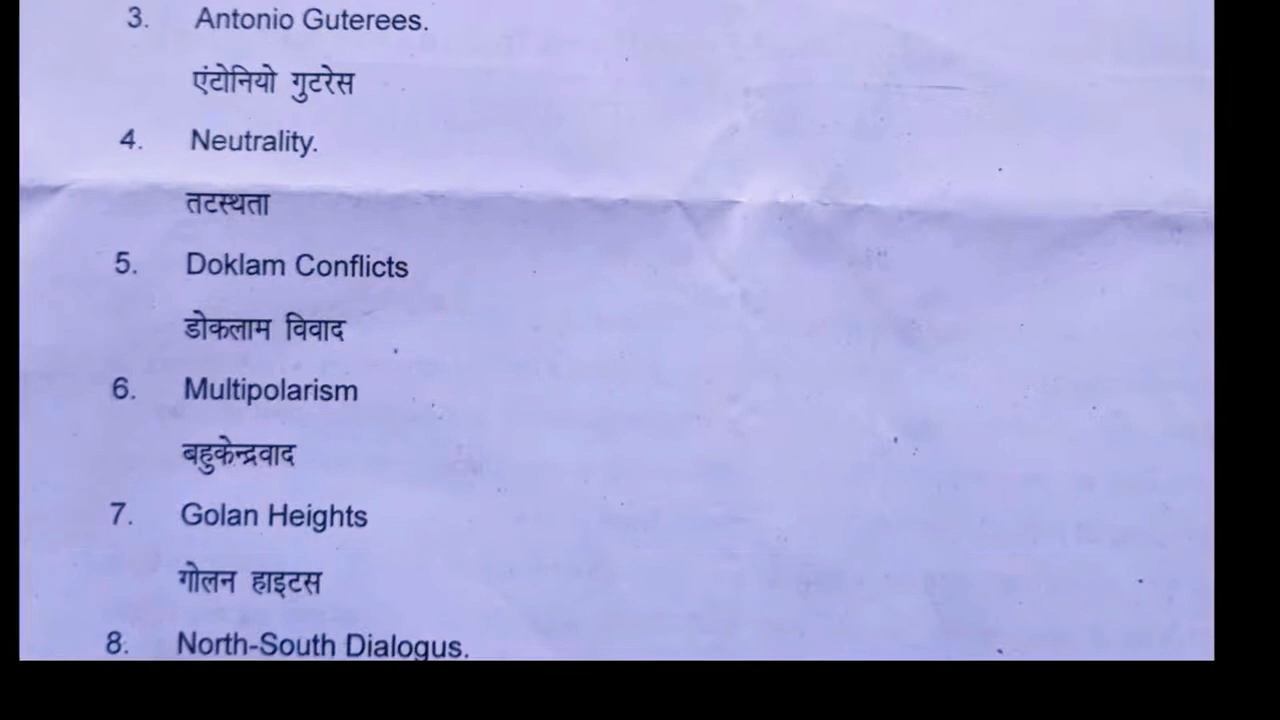 3. Antonio Guterees.
एंटोनियो गुटरेस
4. Neutrality.
तटस्थता
5. Doklam Conflicts
डोकलाम विवाद
6. Multipolarism
बहुकेन्द्रवाद
7. Golan Heights
गोलन हाइटस
8. North-South Dialogus.